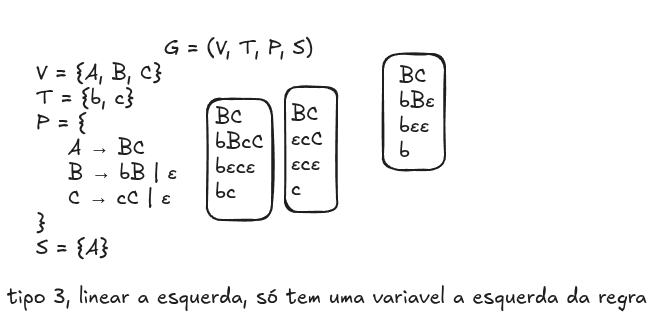 G = (V, T, P, S)
V = {A, B, C}
T = {b, c}
P = {
A → BC
B → bB | ε
C → cC | ε
}
S = {A}
BC
bBcC
bεcε
bc
BC
εcC
εcε
c
BC
bBε
bεε
b
tipo 3, linear a esquerda, só tem uma variavel a esquerda da regra